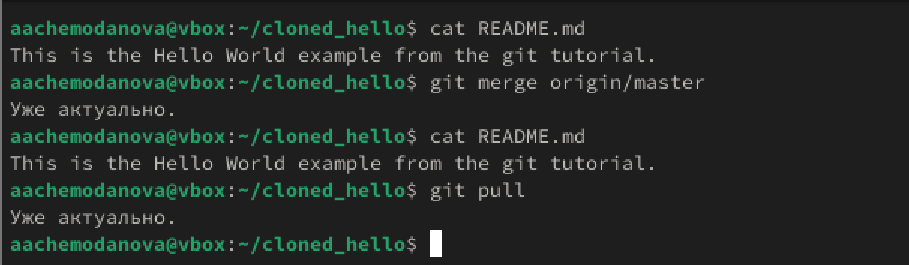 aachemodanova@vbox:~/cloned_hello$ cat README.md
This is the Hello World example from the git tutorial.
aachemodanova@vbox:~/cloned_hello$ git merge origin/master
Уже актуально.
aachemodanova@vbox:~/cloned_hello$ cat README.md
This is the Hello World example from the git tutorial.
aachemodanova@vbox:~/cloned_hello$ git pull
Уже актуально.
aachemodanova@vbox:~/cloned_hello$